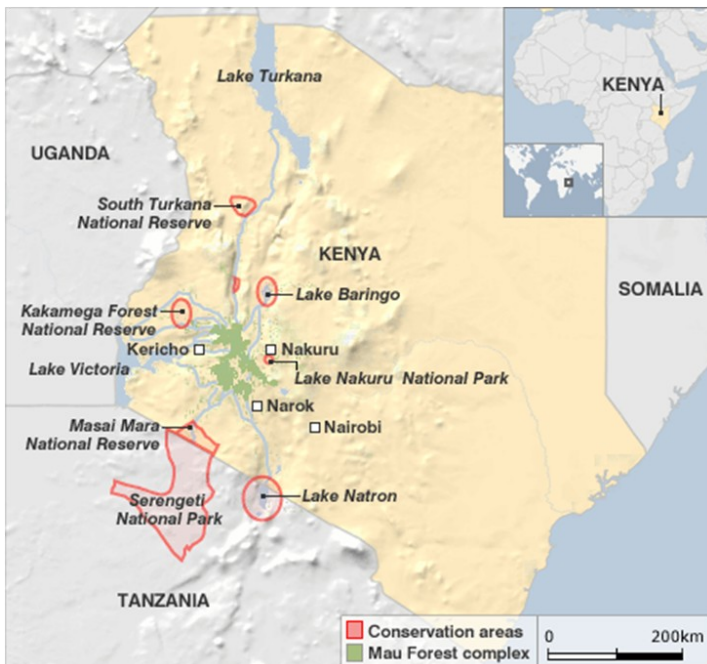 Lake Turkana
KENYA
UGANDA
South Turkana
National Reserve
KENYA
Lake Baringo
SOMALIA
Kakamega Forest
National Reserve
Kericho
Nakuru
Lake Victoria
Lake Nakuru National Park
Narok
Masai Mara
National Reserve
Nairobi
Serengeti
National Park
Lake Natron
TANZANIA
Conservation areas
Mau Forest complex
0
200km